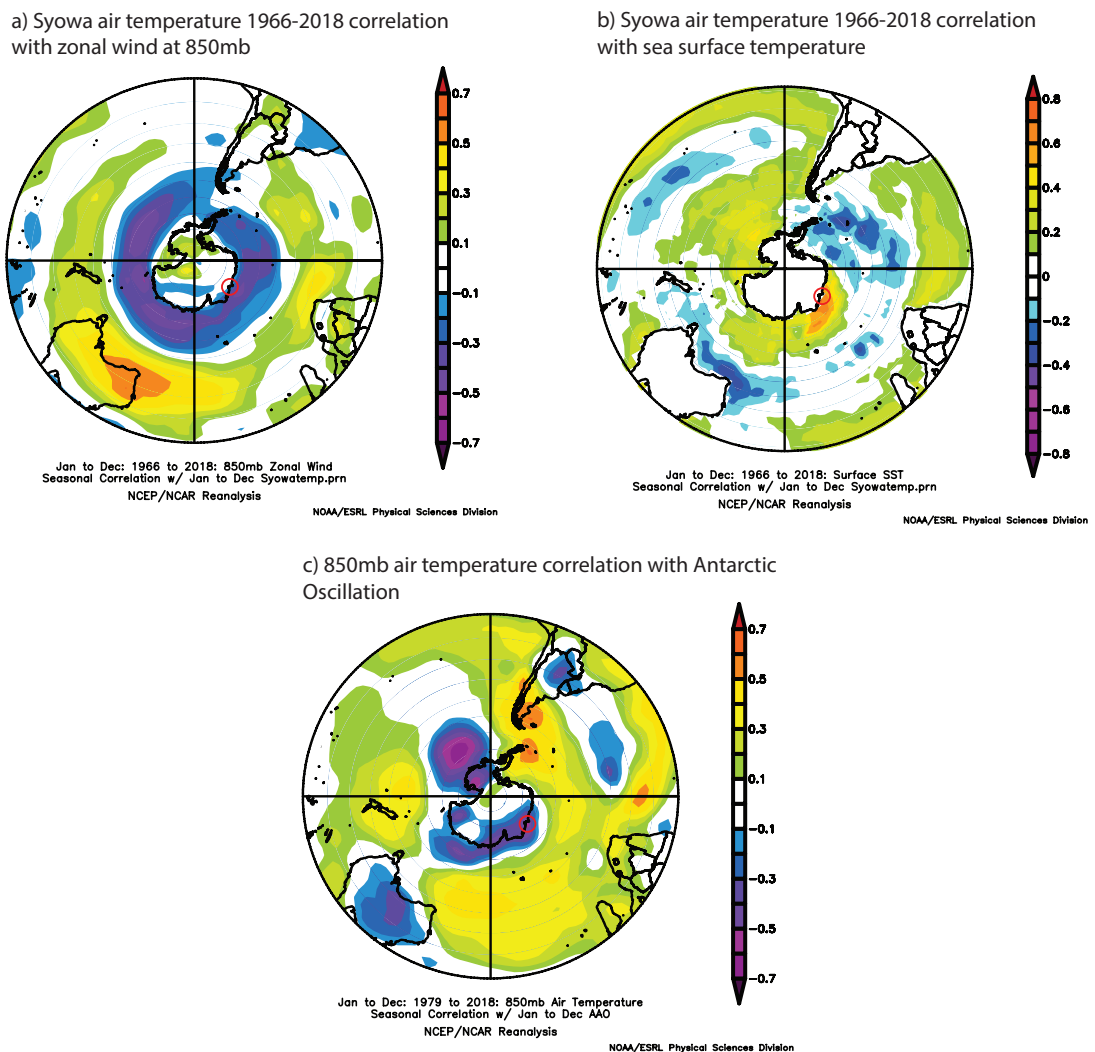 a) Syowa air temperature 1966-2018 correlation
with zonal wind at 850mb
0.7
0.5
0.3
0.1
-0.1
-0.3
-0.5
-0.7
Jan to Dec: 1966 to 2018: 850mb Zonal Wind
Seasonal Correlation w/ Jan to Dec Syowatemp.prn
NCEP/NCAR Reanalysis
NOAA/ESRL Physical Sciences Division
b) Syowa air temperature 1966-2018 correlation
with sea surface temperature
0.8
0.6
0.4
0.2
0
-0.2
-0.4
-0.6
-0.8
Jan to Dec: 1966 to 2018: Surface SST
Seasonal Correlation w/ Jan to Dec Syowatemp.prn
NCEP/NCAR Reanalysis
NOAA/ESRL Physical Sciences Division
c) 850mb air temperature correlation with Antarctic
Oscillation
0.7
0.5
0.3
0.1
-0.1
-0.3
-0.5
-0.7
Jan to Dec: 1979 to 2018: 850mb Air Temperature
Seasonal Correlation w/ Jan to Dec AAO
NCEP/NCAR Reanalysis
NOAA/ESRL Physical Sciences Division